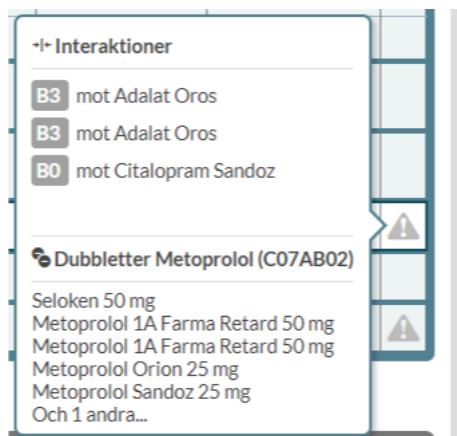 Interaktioner
B3 mot Adalat Oros
B3 mot Adalat Oros
B0 mot Citalopram Sandoz
Dubbletter Metoprolol (C07AB02)
Seloken 50 mg
Metoprolol 1A Farma Retard 50 mg
Metoprolol 1A Farma Retard 50 mg
Metoprolol Orion 25 mg
Metoprolol Sandoz 25 mg
Och 1 andra...